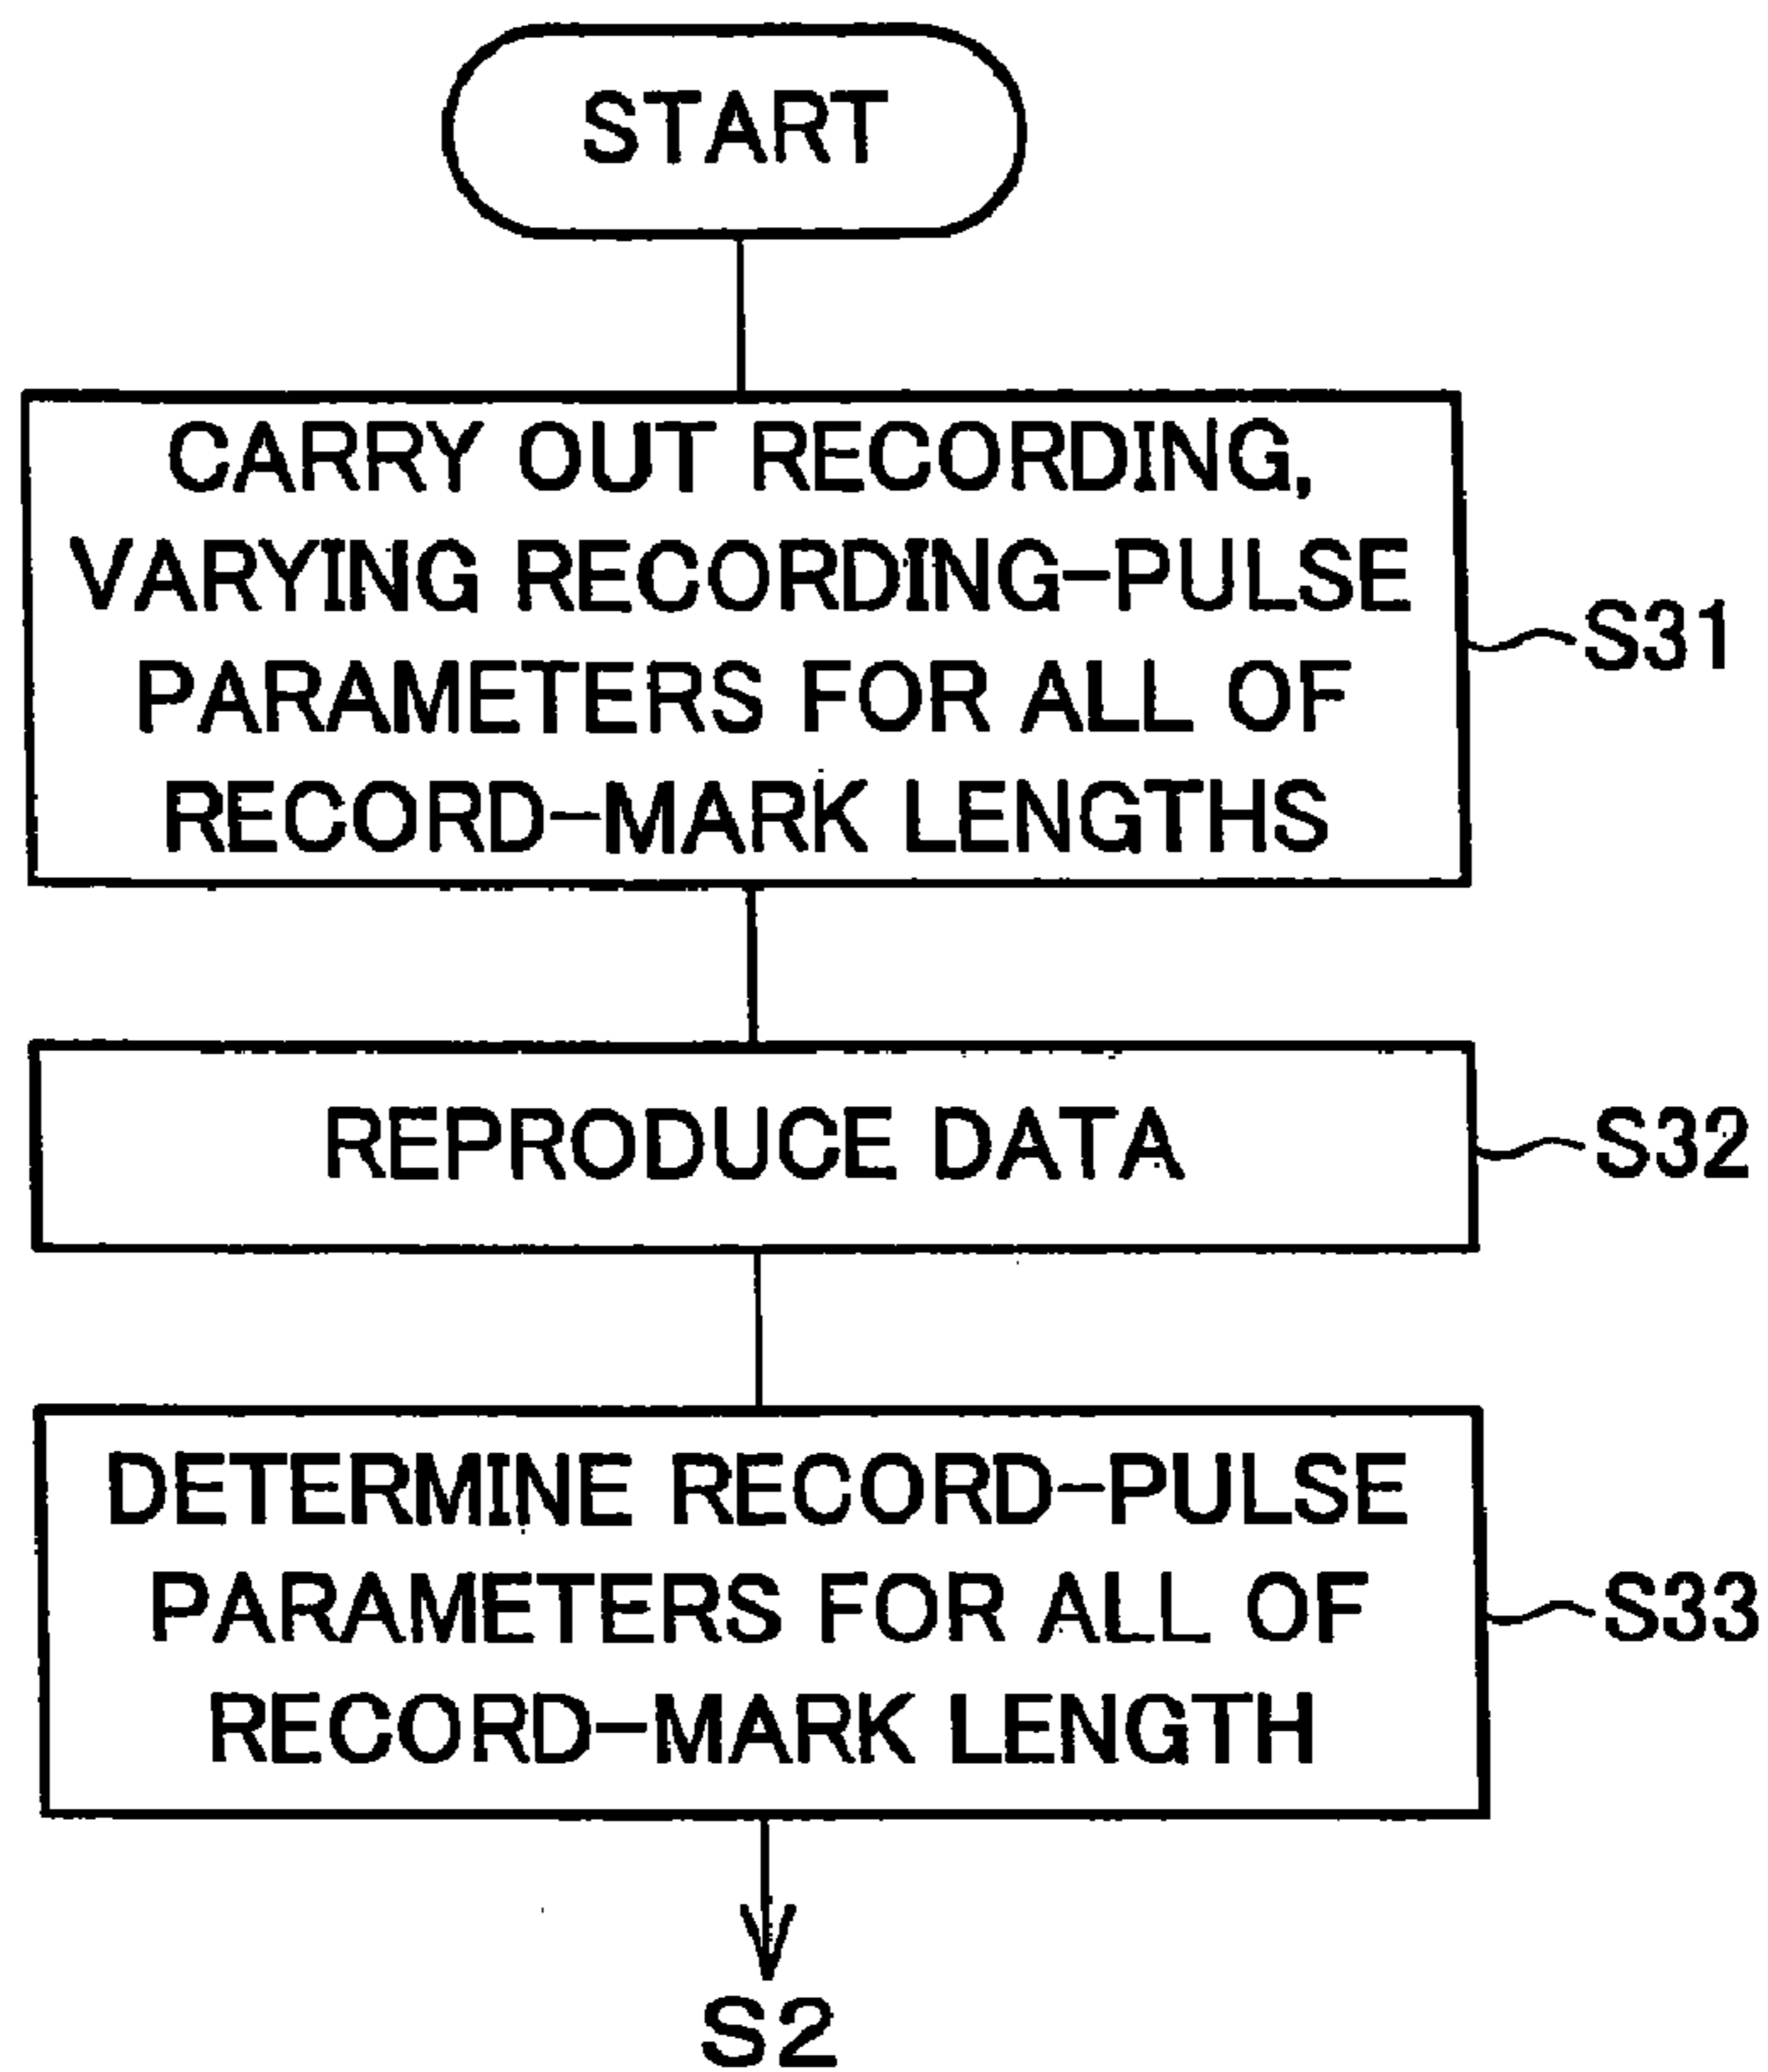 START
CARRY OUT RECORDING,
VARYING RECORDING-PULSE
PARAMETERS FOR ALL OF
RECORD-MARK LENGTHS
S31
REPRODUCE DATA
S32
DETERMINE RECORD-PULSE
PARAMETERS FOR ALL OF
RECORD-MARK LENGTH
S33
S2